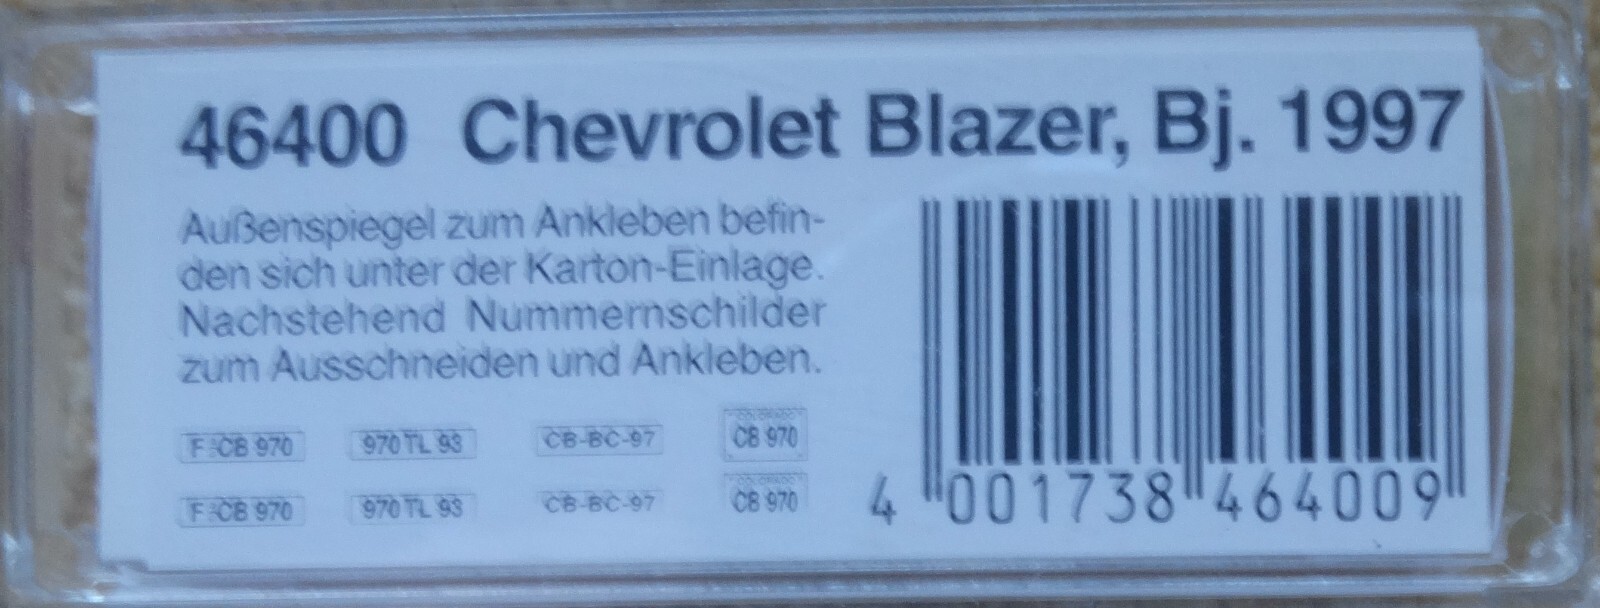 46400 Chevrolet Blazer, Bj. 1997
Außenspiegel zum Ankleben befin-
den sich unter der Karton-Einlage.
Nachstehend Nummernschilder
zum Ausschneiden und Ankleben.
F CB 970 970 TL 93 CB-BC-97 COLORADO CB 970
F CB 970 970 TL 93 CB-BC-97 COLORADO CB 970
4 001738 464009